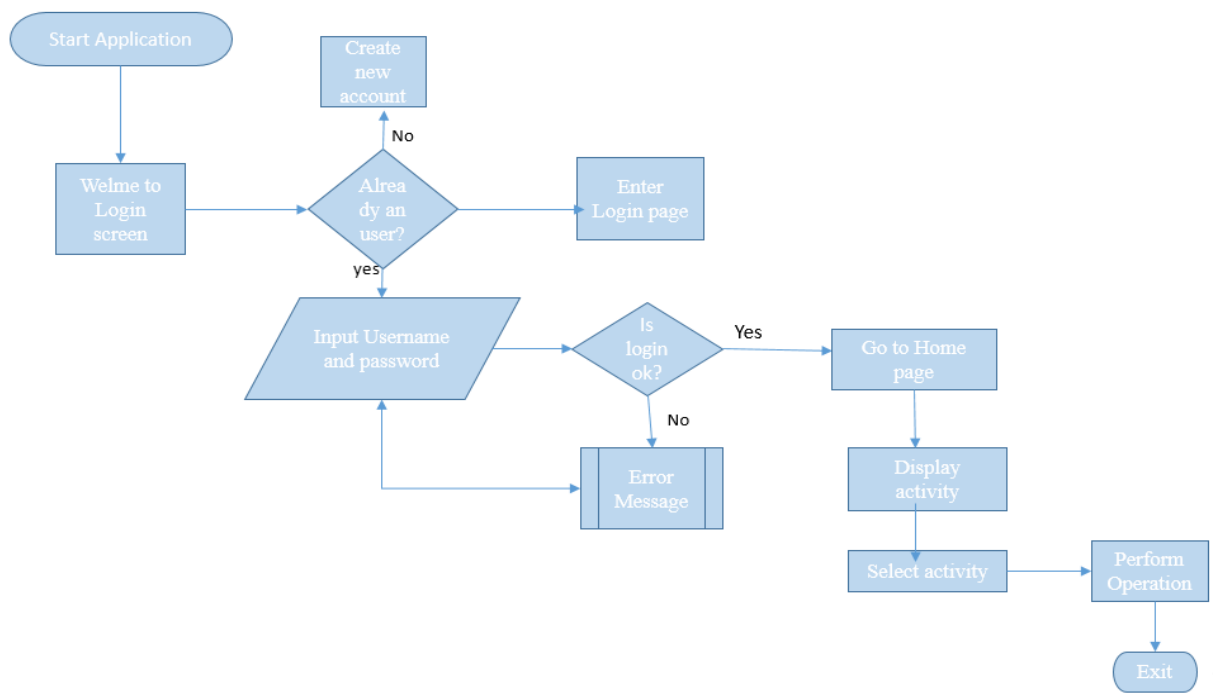 Start Application
Create
new
account
No
Welme to
Login
screen
Alrea
dy an
user?
Enter
Login page
yes
Input Username
and password
Is
login
ok?
Yes
Go to Home
page
No
Error
Message
Display
activity
Select activity
Perform
Operation
Exit